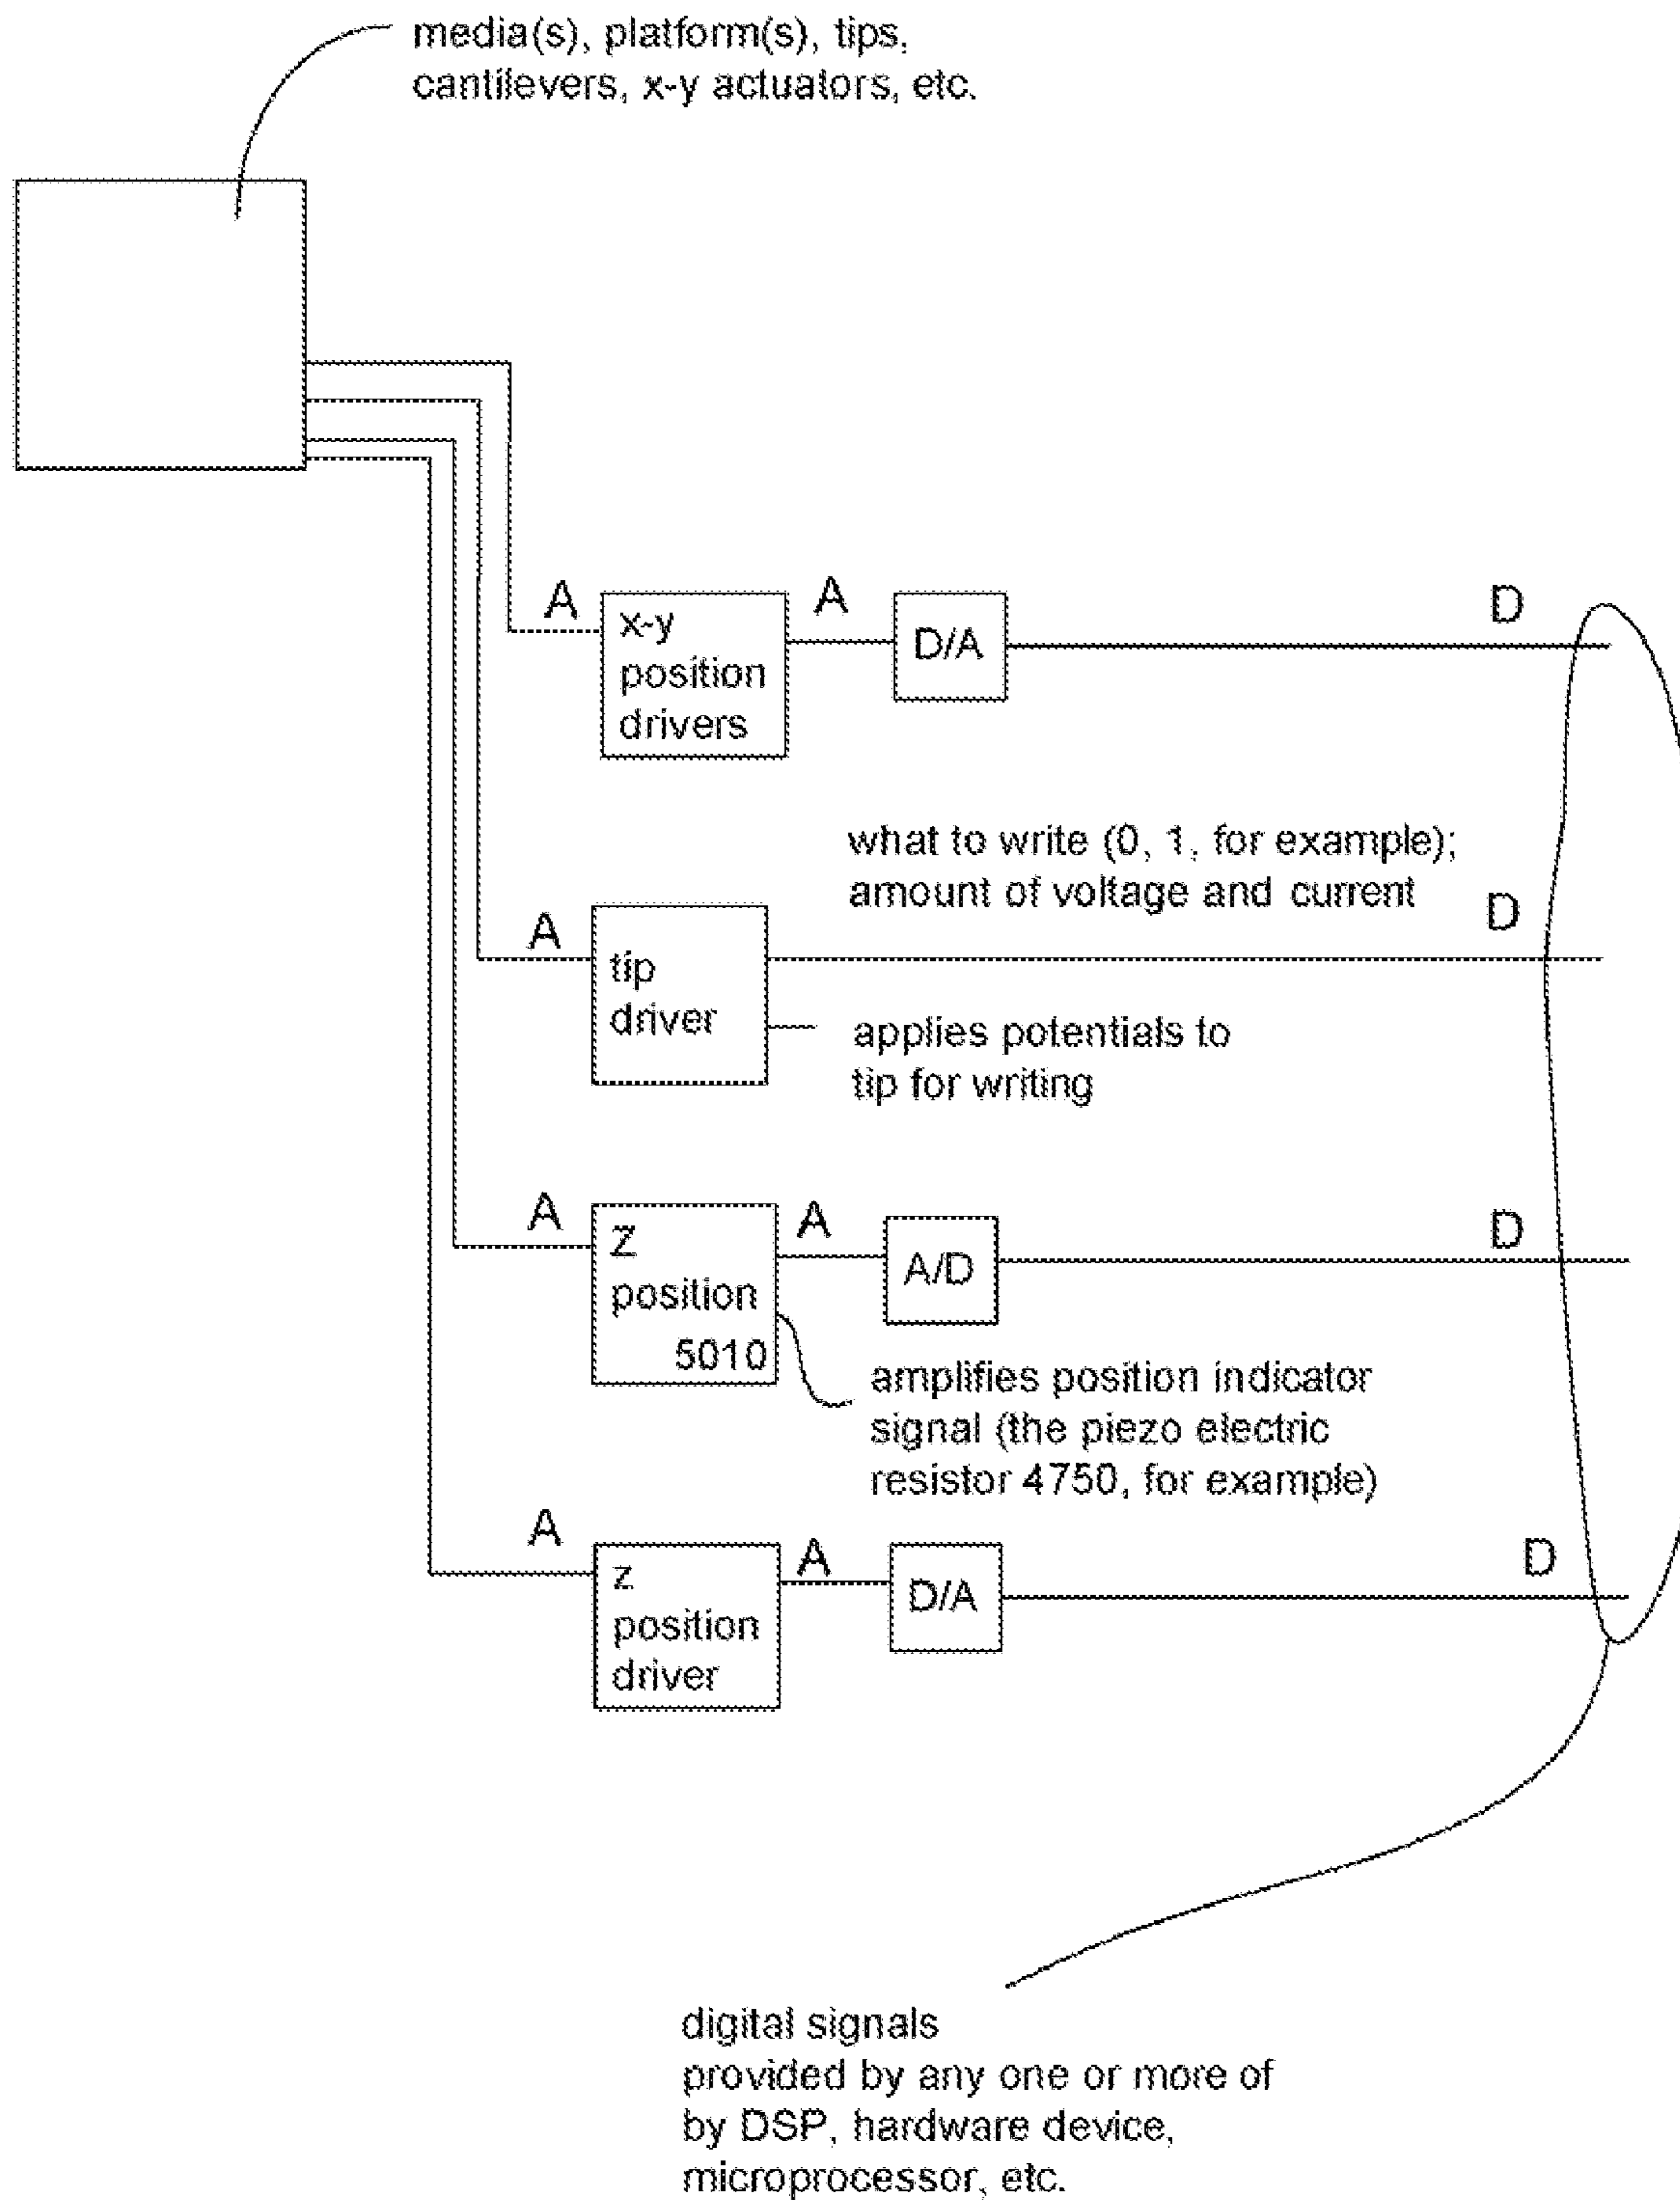 media(s), platform(s), tips,
cantilevers, x-y actuators, etc.
A
x-y
position
drivers
A
D/A
D
what to write (0, 1, for example);
amount of voltage and current
A
tip
driver
D
applies potentials to
tip for writing
A
z
position
5010
A
A/D
D
amplifies position indicator
signal (the piezo electric
resistor 4750, for example)
A
z
position
driver
A
D/A
D
digital signals
provided by any one or more of
by DSP, hardware device,
microprocessor, etc.